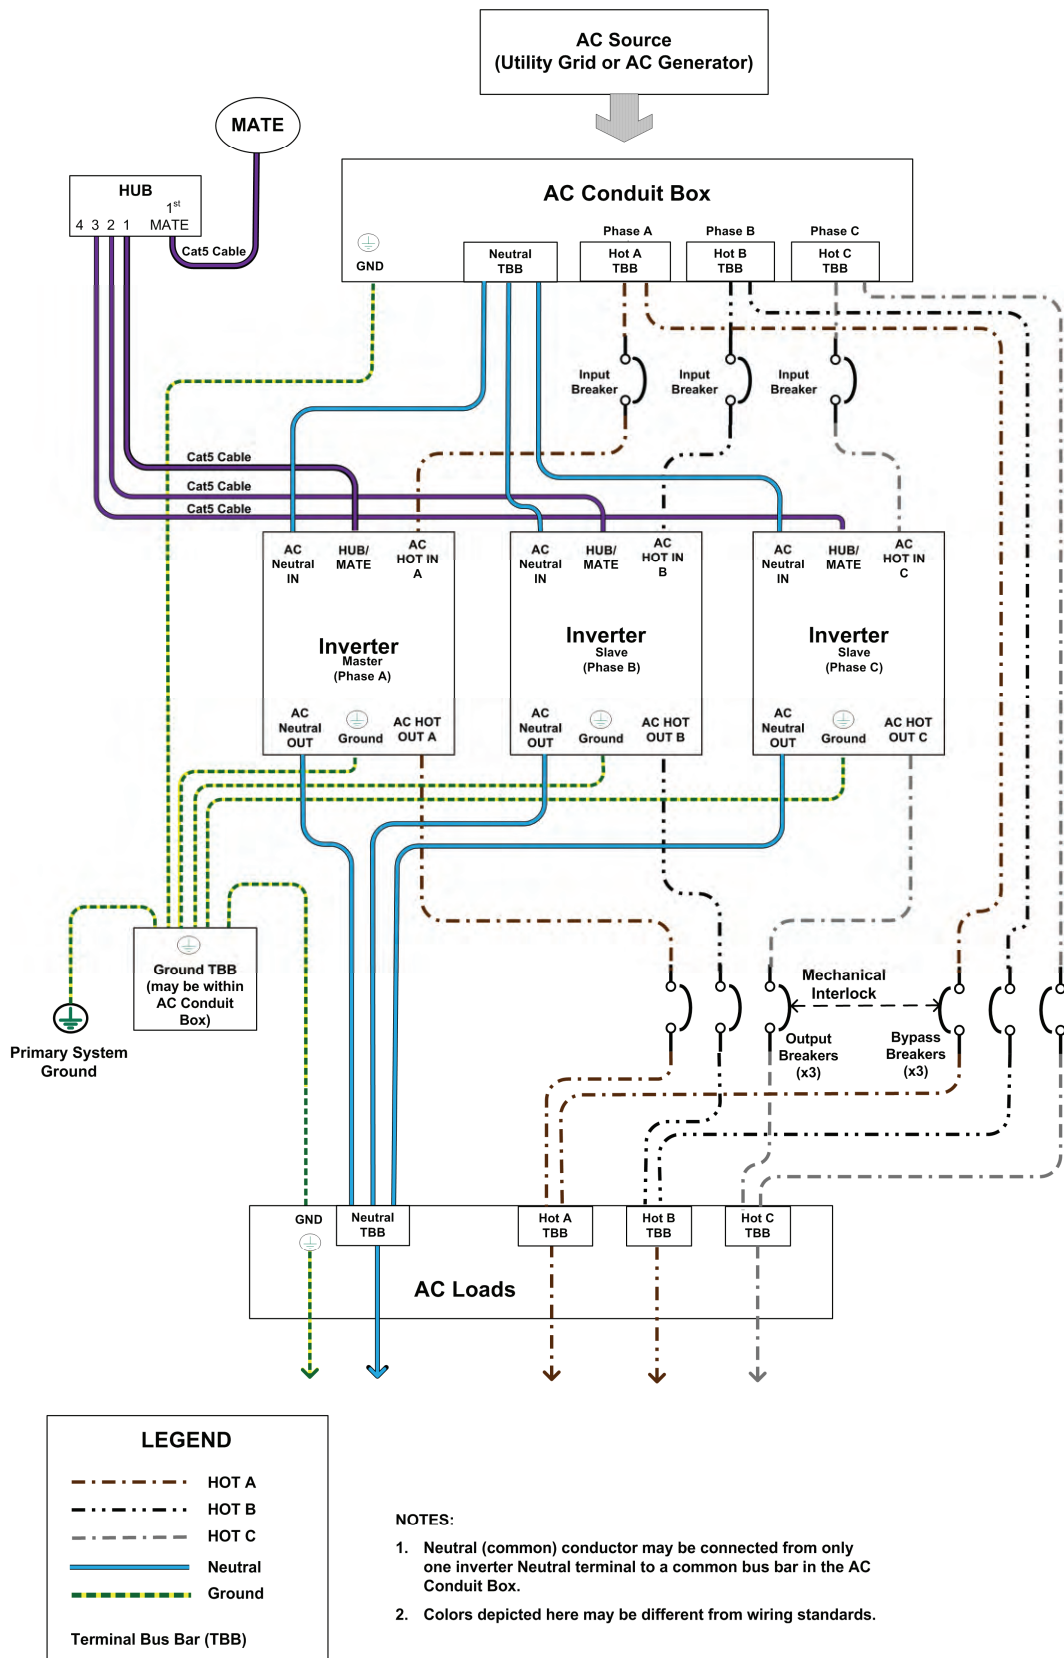 AC Source
(Utility Grid or AC Generator)
MATE
HUB
1st
4 3 2 1 MATE
Cat5 Cable
AC Conduit Box
GND
Neutral
TBB
Phase A
Hot A
TBB
Phase B
Hot B
TBB
Phase C
Hot C
TBB
Input
Breaker
Input
Breaker
Input
Breaker
Cat5 Cable
Cat5 Cable
Cat5 Cable
AC
Neutral
IN
HUB/
MATE
AC
HOT IN
A
Inverter
Master
(Phase A)
AC
Neutral
OUT
Ground
AC HOT
OUT A
AC
Neutral
IN
HUB/
MATE
AC
HOT IN
B
Inverter
Slave
(Phase B)
AC
Neutral
OUT
Ground
AC HOT
OUT B
AC
Neutral
IN
HUB/
MATE
AC
HOT IN
C
Inverter
Slave
(Phase C)
AC
Neutral
OUT
Ground
AC HOT
OUT C
Ground TBB
(may be within
AC Conduit
Box)
Primary System
Ground
Mechanical
Interlock
Output
Breakers
(x3)
Bypass
Breakers
(x3)
GND
Neutral
TBB
Hot A
TBB
Hot B
TBB
Hot C
TBB
AC Loads
LEGEND
HOT A
HOT B
HOT C
Neutral
Ground
Terminal Bus Bar (TBB)
NOTES:
1. Neutral (common) conductor may be connected from only
one inverter Neutral terminal to a common bus bar in the AC
Conduit Box.
2. Colors depicted here may be different from wiring standards.